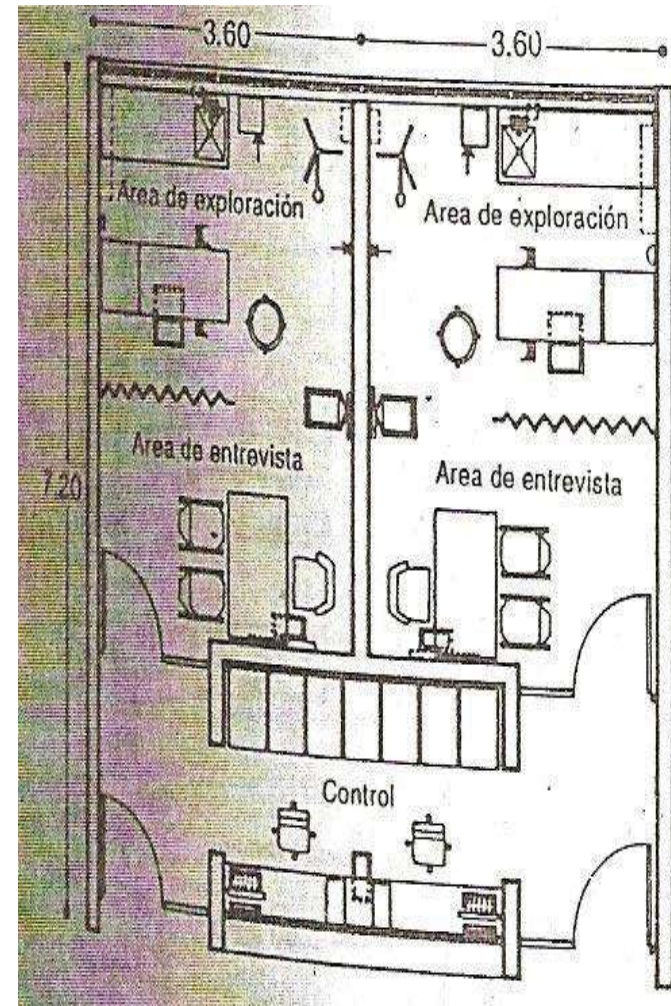 3.60
3.60
Area de exploración
Area de exploración
Area de entrevista
Area de entrevista
7.20
Control